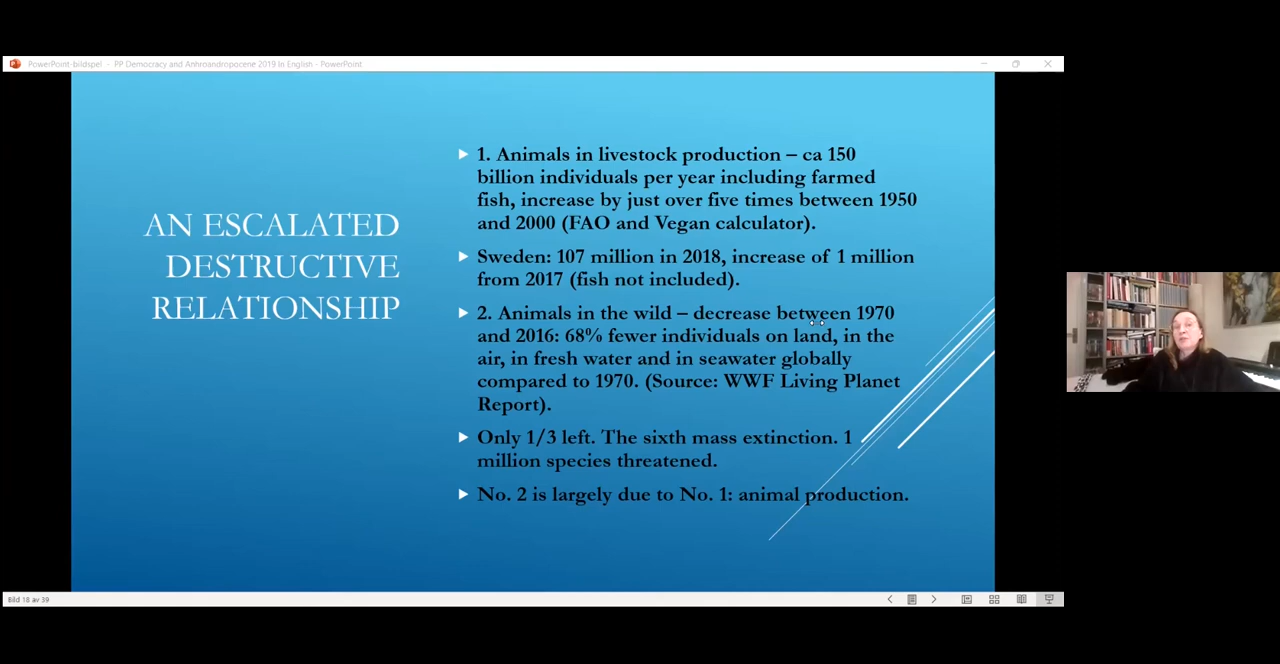 PowerPoint-bildspel - PP Democracy and Anhroandropocene 2019 In English - PowerPoint
AN ESCALATED
DESTRUCTIVE
RELATIONSHIP
1. Animals in livestock production – ca 150
billion individuals per year including farmed
fish, increase by just over five times between 1950
and 2000 (FAO and Vegan calculator).
Sweden: 107 million in 2018, increase of 1 million
from 2017 (fish not included).
2. Animals in the wild – decrease between 1970
and 2016: 68% fewer individuals on land, in the
air, in fresh water and in seawater globally
compared to 1970. (Source: WWF Living Planet
Report).
Only 1/3 left. The sixth mass extinction. 1
million species threatened.
No. 2 is largely due to No. 1: animal production.
Bild 18 av 39